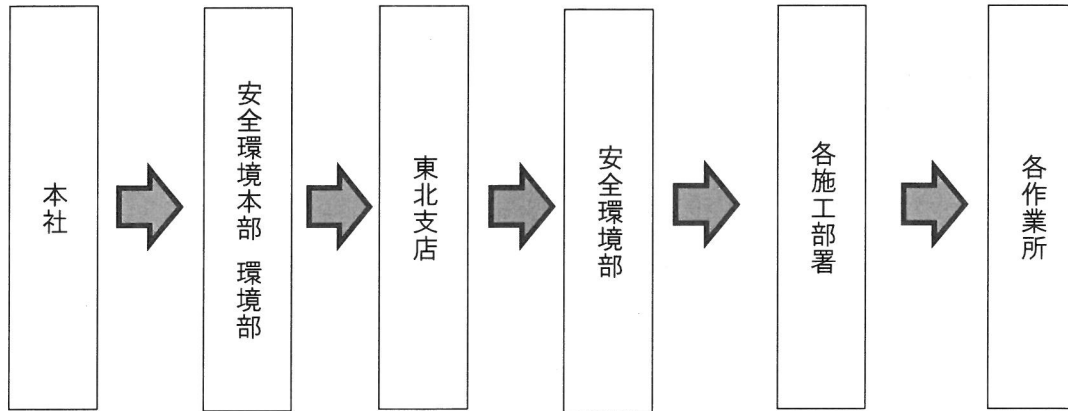 本社
安全環境本部　環境部
東北支店
安全環境部
各施工部署
各作業所